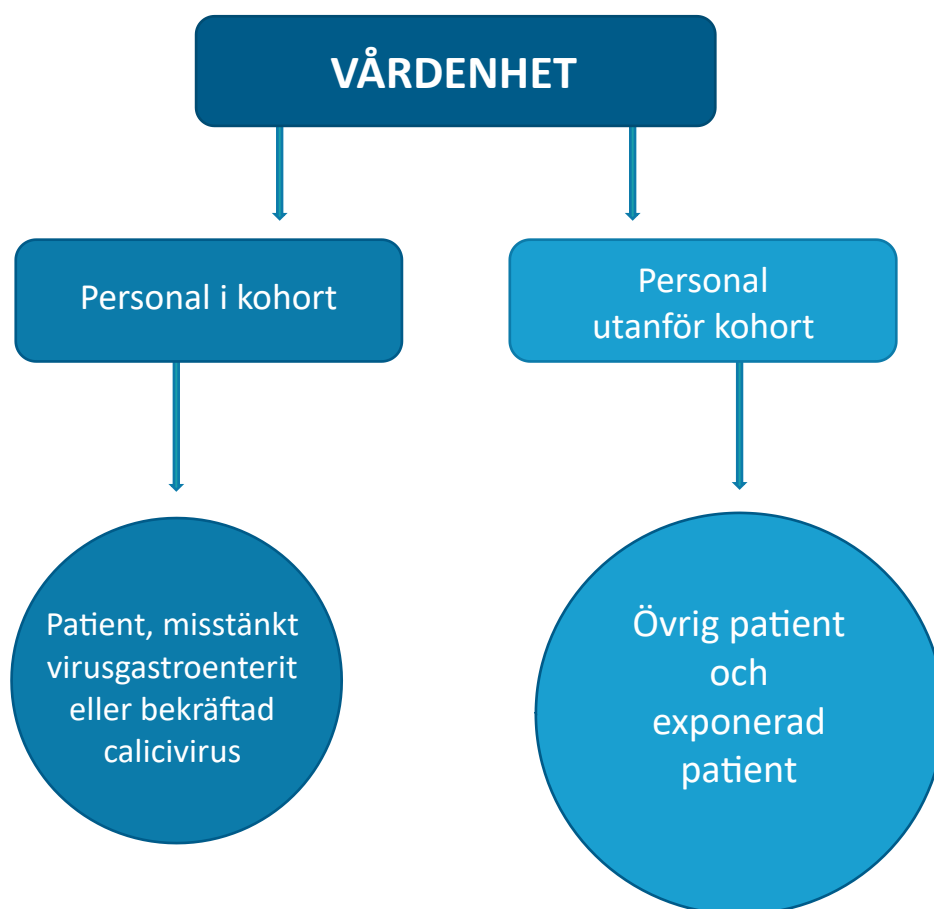 VÅRDENHET
Personal i kohort
Personal
utanför kohort
Patient, misstänkt
virusgastroenterit
eller bekräftad
calicivirus
Övrig patient
och
exponerad
patient